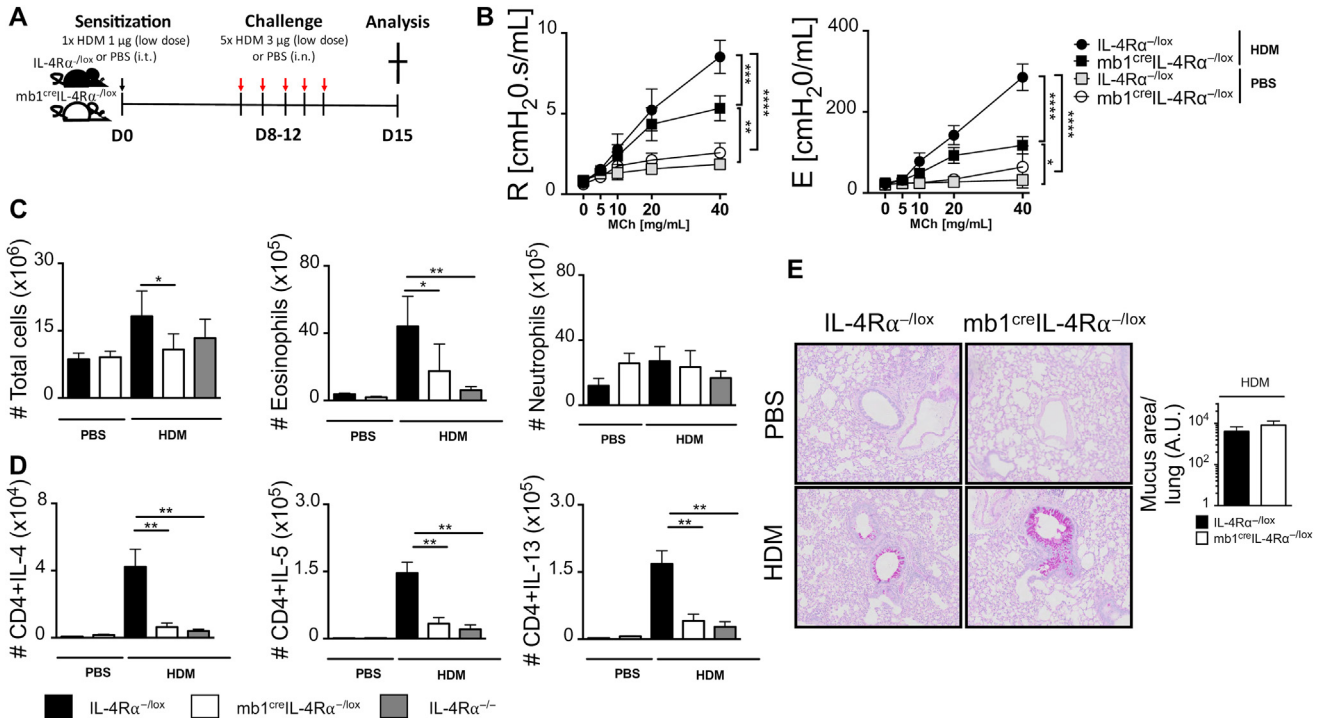 A
Sensitization
1x HDM 1 µg (low dose)
or PBS (i.t.)
Challenge
5x HDM 3 µg (low dose)
or PBS (i.n.)
Analysis
IL-4Rα−/lox
mb1creIL-4Rα−/lox
D0
D8-12
D15
B
R [cmH20.s/mL]
10
5
0
0 5 10 20 40
MCh [mg/mL]
***
**
****
E [cmH20/mL]
400
200
0
0 5 10 20 40
MCh [mg/mL]
****
*
****
IL-4Rα−/lox
mb1creIL-4Rα−/lox
HDM
IL-4Rα−/lox
mb1creIL-4Rα−/lox
PBS
C
# Total cells (x10⁶)
30
15
0
*
PBS
HDM
# Eosinophils (x10⁵)
80
40
0
**
*
PBS
HDM
# Neutrophils (x10⁵)
80
40
0
PBS
HDM
D
# CD4+IL-4 (x10⁴)
8
4
0
**
**
PBS
HDM
# CD4+IL-5 (x10⁵)
3.0
1.5
0
**
**
PBS
HDM
# CD4+IL-13 (x10⁵)
3.0
1.5
0
**
**
PBS
HDM
IL-4Rα−/lox
mb1creIL-4Rα−/lox
IL-4Rα−/−
E
IL-4Rα−/lox
mb1creIL-4Rα−/lox
PBS
HDM
HDM
Mucus area/
lung (A.U.)
10⁴
10²
1
IL-4Rα−/lox
mb1creIL-4Rα−/lox